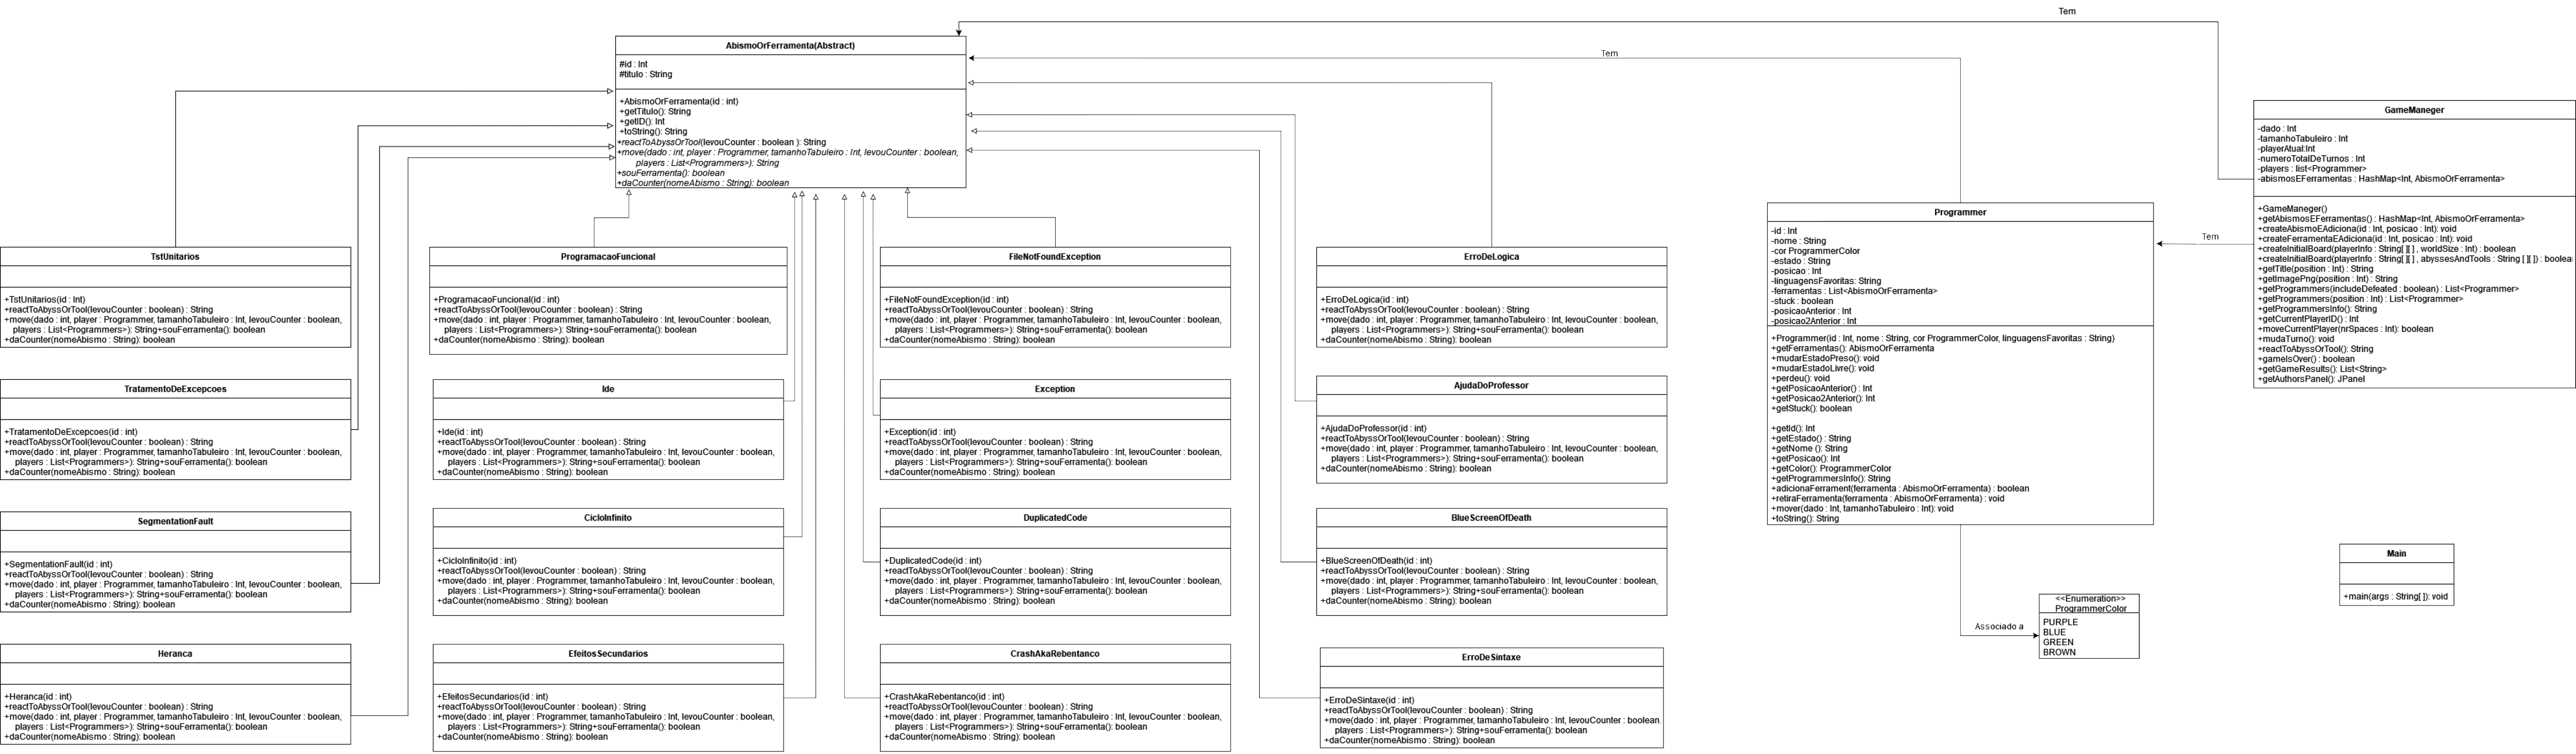 Tem
AbismoOrFerramenta(Abstract)
#id : Int
#titulo : String
+AbismoOrFerramenta(id : int)
+getTitulo(): String
+getID(): Int
+toString(): String
+reactToAbyssOrTool(levouCounter : boolean ): String
+move(dado : int, player : Programmer, tamanhoTabuleiro : Int, levouCounter : boolean,
players : List<Programmers>): String
+souFerramenta(): boolean
+daCounter(nomeAbismo : String): boolean
Tem
GameManeger
-dado : Int
-tamanhoTabuleiro : Int
-playerAtual:Int
-numeroTotalDeTurnos : Int
-players : list<Programmer>
-abismosEFerramentas : HashMap<Int, AbismoOrFerramenta>
+GameManeger()
+getAbismosEFerramentas() : HashMap<Int, AbismoOrFerramenta>
+createAbismoEAdiciona(id : Int, posicao : Int): void
+createFerramentaEAdiciona(id : Int, posicao : Int): void
+createInitialBoard(playerInfo : String[ ][ ] , worldSize : Int) : boolean
+createInitialBoard(playerInfo : String[ ][ ] , abyssesAndTools : String [ ][ ]) : boolea
+getTitle(position : Int) : String
+getImagePng(position : Int) : String
+getProgrammers(includeDefeated : boolean) : List<Programmer>
+getProgrammers(position : Int) : List<Programmer>
+getProgrammersInfo(): String
+getCurrentPlayerID() : Int
+moveCurrentPlayer(nrSpaces : Int): boolean
+mudaTurno(): void
+reactToAbyssOrTool(): String
+gameIsOver() : boolean
+getGameResults(): List<String>
+getAuthorsPanel(): JPanel
Tem
Programmer
-id : Int
-nome : String
-cor ProgrammerColor
-estado : String
-posicao : Int
-linguagensFavoritas: String
-ferramentas : List<AbismoOrFerramenta>
-stuck : boolean
-posicaoAnterior : Int
-posicao2Anterior : Int
+Programmer(id : Int, nome : String, cor ProgrammerColor, linguagensFavoritas : String)
+getFerramentas(): AbismoOrFerramenta
+mudarEstadoPreso(): void
+mudarEstadoLivre(): void
+perdeu(): void
+getPosicaoAnterior() : Int
+getPosicao2Anterior(): Int
+getStuck(): boolean
+getId(): Int
+getEstado() : String
+getNome (): String
+getPosicao(): Int
+getColor(): ProgrammerColor
+getProgrammersInfo(): String
+adicionaFerrament(ferramenta : AbismoOrFerramenta) : boolean
+retiraFerramenta(ferramenta : AbismoOrFerramenta) : void
+mover(dado : Int, tamanhoTabuleiro : Int): void
+toString(): String
TstUnitarios
+TstUnitarios(id : Int)
+reactToAbyssOrTool(levouCounter : boolean) : String
+move(dado : int, player : Programmer, tamanhoTabuleiro : Int, levouCounter : boolean,
players : List<Programmers>): String+souFerramenta(): boolean
+daCounter(nomeAbismo : String): boolean
ProgramacaoFuncional
+ProgramacaoFuncional(id : int)
+reactToAbyssOrTool(levouCounter : boolean) : String
+move(dado : int, player : Programmer, tamanhoTabuleiro : Int, levouCounter : boolean,
players : List<Programmers>): String+souFerramenta(): boolean
+daCounter(nomeAbismo : String): boolean
FileNotFoundException
+FileNotFoundException(id : int)
+reactToAbyssOrTool(levouCounter : boolean) : String
+move(dado : int, player : Programmer, tamanhoTabuleiro : Int, levouCounter : boolean,
players : List<Programmers>): String+souFerramenta(): boolean
+daCounter(nomeAbismo : String): boolean
ErroDeLogica
+ErroDeLogica(id : int)
+reactToAbyssOrTool(levouCounter : boolean) : String
+move(dado : int, player : Programmer, tamanhoTabuleiro : Int, levouCounter : boolean,
players : List<Programmers>): String+souFerramenta(): boolean
+daCounter(nomeAbismo : String): boolean
TratamentoDeExcepcoes
+TratamentoDeExcepcoes(id : int)
+reactToAbyssOrTool(levouCounter : boolean) : String
+move(dado : int, player : Programmer, tamanhoTabuleiro : Int, levouCounter : boolean,
players : List<Programmers>): String+souFerramenta(): boolean
+daCounter(nomeAbismo : String): boolean
Ide
+Ide(id : int)
+reactToAbyssOrTool(levouCounter : boolean) : String
+move(dado : int, player : Programmer, tamanhoTabuleiro : Int, levouCounter : boolean,
players : List<Programmers>): String+souFerramenta(): boolean
+daCounter(nomeAbismo : String): boolean
Exception
+Exception(id : int)
+reactToAbyssOrTool(levouCounter : boolean) : String
+move(dado : int, player : Programmer, tamanhoTabuleiro : Int, levouCounter : boolean,
players : List<Programmers>): String+souFerramenta(): boolean
+daCounter(nomeAbismo : String): boolean
AjudaDoProfessor
+AjudaDoProfessor(id : int)
+reactToAbyssOrTool(levouCounter : boolean) : String
+move(dado : int, player : Programmer, tamanhoTabuleiro : Int, levouCounter : boolean,
players : List<Programmers>): String+souFerramenta(): boolean
+daCounter(nomeAbismo : String): boolean
SegmentationFault
+SegmentationFault(id : int)
+reactToAbyssOrTool(levouCounter : boolean) : String
+move(dado : int, player : Programmer, tamanhoTabuleiro : Int, levouCounter : boolean,
players : List<Programmers>): String+souFerramenta(): boolean
+daCounter(nomeAbismo : String): boolean
CicloInfinito
+CicloInfinito(id : int)
+reactToAbyssOrTool(levouCounter : boolean) : String
+move(dado : int, player : Programmer, tamanhoTabuleiro : Int, levouCounter : boolean,
players : List<Programmers>): String+souFerramenta(): boolean
+daCounter(nomeAbismo : String): boolean
DuplicatedCode
+DuplicatedCode(id : int)
+reactToAbyssOrTool(levouCounter : boolean) : String
+move(dado : int, player : Programmer, tamanhoTabuleiro : Int, levouCounter : boolean,
players : List<Programmers>): String+souFerramenta(): boolean
+daCounter(nomeAbismo : String): boolean
BlueScreenOfDeath
+BlueScreenOfDeath(id : int)
+reactToAbyssOrTool(levouCounter : boolean) : String
+move(dado : int, player : Programmer, tamanhoTabuleiro : Int, levouCounter : boolean,
players : List<Programmers>): String+souFerramenta(): boolean
+daCounter(nomeAbismo : String): boolean
Main
+main(args : String[ ]): void
Associado a
<<Enumeration>>
ProgrammerColor
PURPLE
BLUE
GREEN
BROWN
Heranca
+Heranca(id : int)
+reactToAbyssOrTool(levouCounter : boolean) : String
+move(dado : int, player : Programmer, tamanhoTabuleiro : Int, levouCounter : boolean,
players : List<Programmers>): String+souFerramenta(): boolean
+daCounter(nomeAbismo : String): boolean
EfeitosSecundarios
+EfeitosSecundarios(id : int)
+reactToAbyssOrTool(levouCounter : boolean) : String
+move(dado : int, player : Programmer, tamanhoTabuleiro : Int, levouCounter : boolean,
players : List<Programmers>): String+souFerramenta(): boolean
+daCounter(nomeAbismo : String): boolean
CrashAkaRebentanco
+CrashAkaRebentanco(id : int)
+reactToAbyssOrTool(levouCounter : boolean) : String
+move(dado : int, player : Programmer, tamanhoTabuleiro : Int, levouCounter : boolean,
players : List<Programmers>): String+souFerramenta(): boolean
+daCounter(nomeAbismo : String): boolean
ErroDeSintaxe
+ErroDeSintaxe(id : int)
+reactToAbyssOrTool(levouCounter : boolean) : String
+move(dado : int, player : Programmer, tamanhoTabuleiro : Int, levouCounter : boolean
players : List<Programmers>): String+souFerramenta(): boolean
+daCounter(nomeAbismo : String): boolean